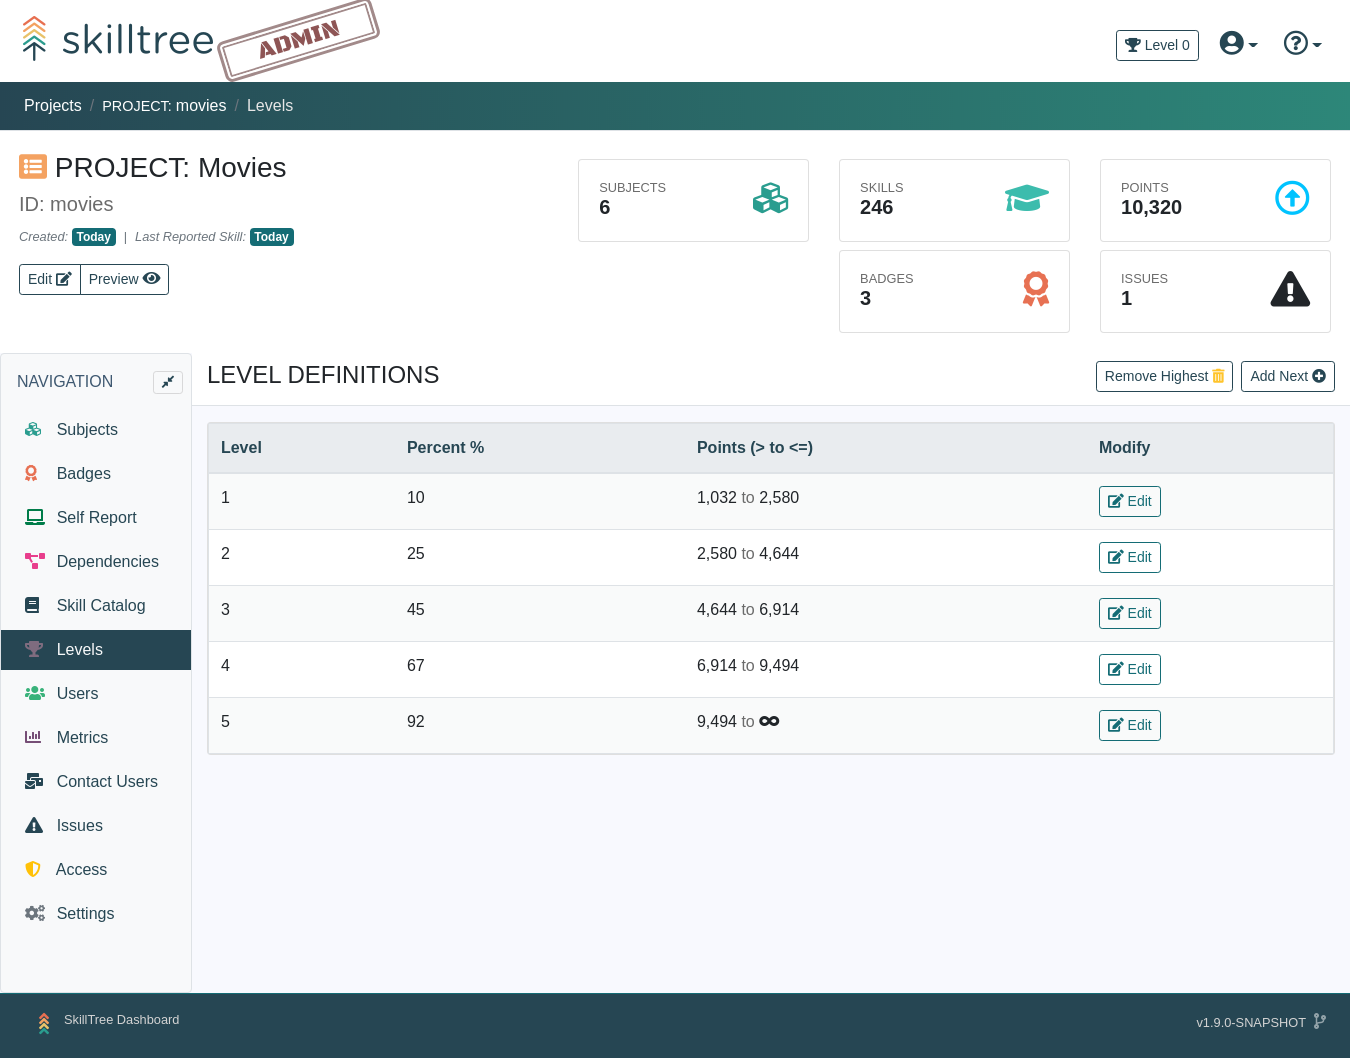 skilltree ADMIN
Level 0
Projects / PROJECT: movies / Levels
PROJECT: Movies
ID: movies
Created: Today | Last Reported Skill: Today
Edit Preview
SUBJECTS
6
SKILLS
246
POINTS
10,320
BADGES
3
ISSUES
1
NAVIGATION
Subjects
Badges
Self Report
Dependencies
Skill Catalog
Levels
Users
Metrics
Contact Users
Issues
Access
Settings
LEVEL DEFINITIONS
Remove Highest Add Next
Level Percent % Points (> to <=) Modify
1 10 1,032 to 2,580 Edit
2 25 2,580 to 4,644 Edit
3 45 4,644 to 6,914 Edit
4 67 6,914 to 9,494 Edit
5 92 9,494 to ∞ Edit
SkillTree Dashboard
v1.9.0-SNAPSHOT